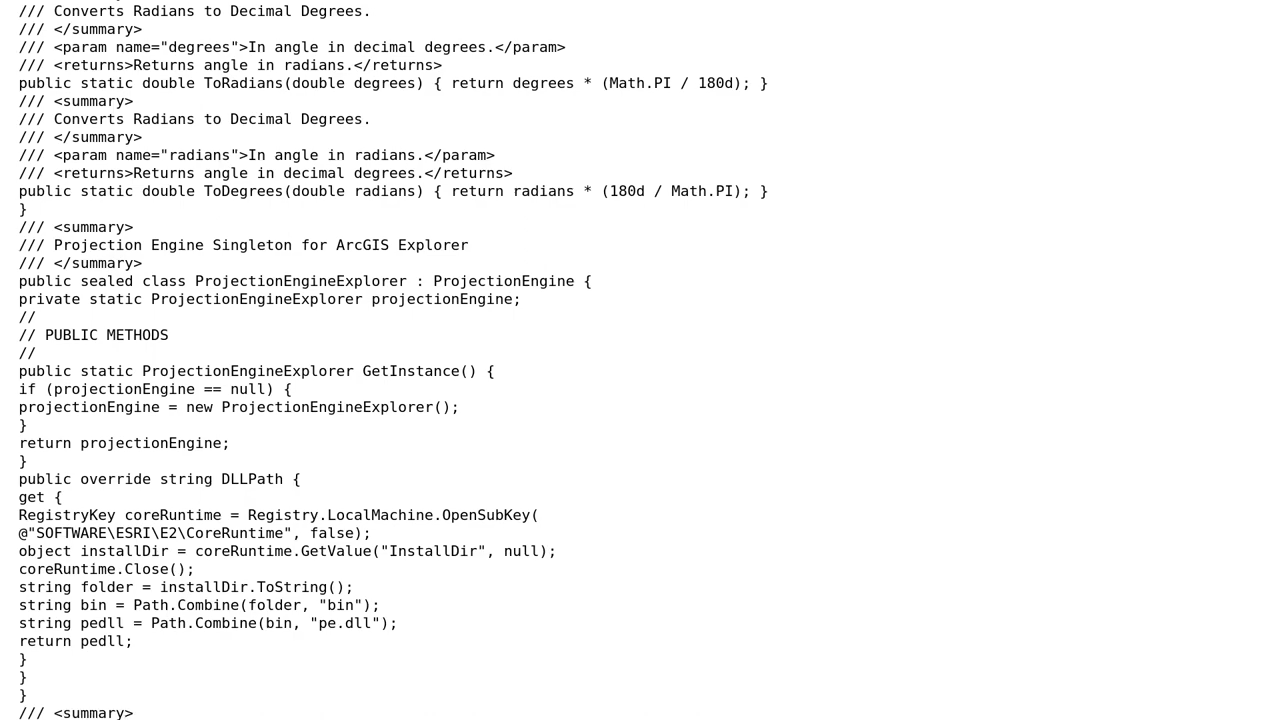 /// Converts Radians to Decimal Degrees.
/// </summary>
/// <param name="degrees">In angle in decimal degrees.</param>
/// <returns>Returns angle in radians.</returns>
public static double ToRadians(double degrees) { return degrees * (Math.PI / 180d); }
/// <summary>
/// Converts Radians to Decimal Degrees.
/// </summary>
/// <param name="radians">In angle in radians.</param>
/// <returns>Returns angle in decimal degrees.</returns>
public static double ToDegrees(double radians) { return radians * (180d / Math.PI); }
}
/// <summary>
/// Projection Engine Singleton for ArcGIS Explorer
/// </summary>
public sealed class ProjectionEngineExplorer : ProjectionEngine {
private static ProjectionEngineExplorer projectionEngine;
//
// PUBLIC METHODS
//
public static ProjectionEngineExplorer GetInstance() {
if (projectionEngine == null) {
projectionEngine = new ProjectionEngineExplorer();
}
return projectionEngine;
}
public override string DLLPath {
get {
RegistryKey coreRuntime = Registry.LocalMachine.OpenSubKey(
@"SOFTWARE\ESRI\E2\CoreRuntime", false);
object installDir = coreRuntime.GetValue("InstallDir", null);
coreRuntime.Close();
string folder = installDir.ToString();
string bin = Path.Combine(folder, "bin");
string pedll = Path.Combine(bin, "pe.dll");
return pedll;
}
}
}
/// <summary>